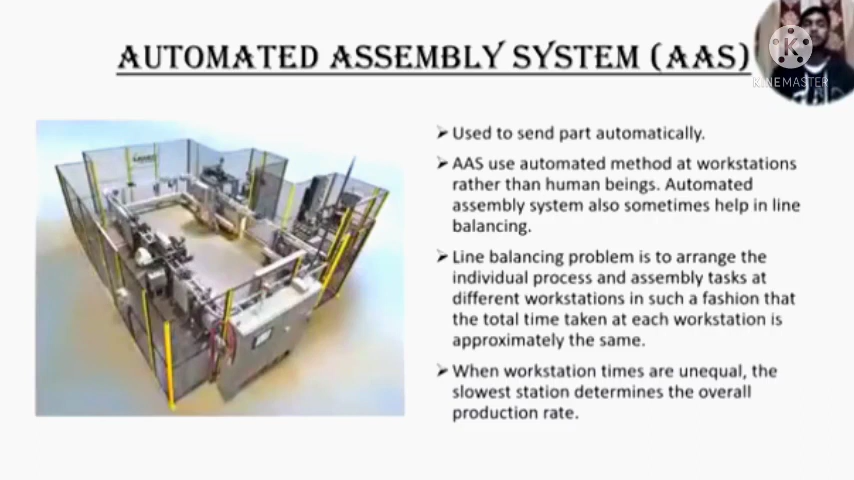 AUTOMATED ASSEMBLY SYSTEM (AAS)
K
KINEMASTER
➢ Used to send part automatically.
➢ AAS use automated method at workstations
rather than human beings. Automated
assembly system also sometimes help in line
balancing.
➢ Line balancing problem is to arrange the
individual process and assembly tasks at
different workstations in such a fashion that
the total time taken at each workstation is
approximately the same.
➢ When workstation times are unequal, the
slowest station determines the overall
production rate.